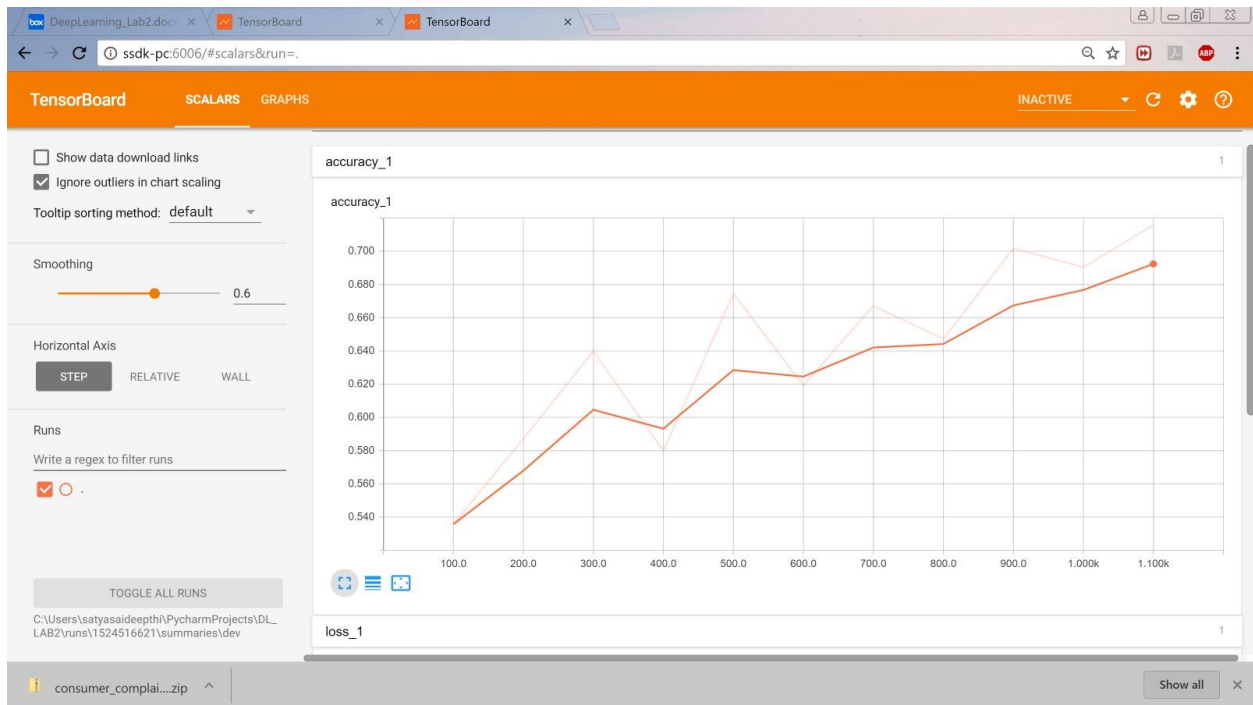 box DeepLearning_Lab2.doc
TensorBoard
TensorBoard
ssdk-pc:6006/#scalars&run=.
ABP
TensorBoard SCALARS GRAPHS INACTIVE
Show data download links
Ignore outliers in chart scaling
Tooltip sorting method: default
Smoothing
0.6
Horizontal Axis
STEP RELATIVE WALL
Runs
Write a regex to filter runs
.
TOGGLE ALL RUNS
C:\Users\satyasaideepthi\PycharmProjects\DL_
LAB2\runs\1524516621\summaries\dev
accuracy_1 1
accuracy_1
0.700
0.680
0.660
0.640
0.620
0.600
0.580
0.560
0.540
100.0 200.0 300.0 400.0 500.0 600.0 700.0 800.0 900.0 1.000k 1.100k
loss_1 1
consumer_complai....zip
Show all